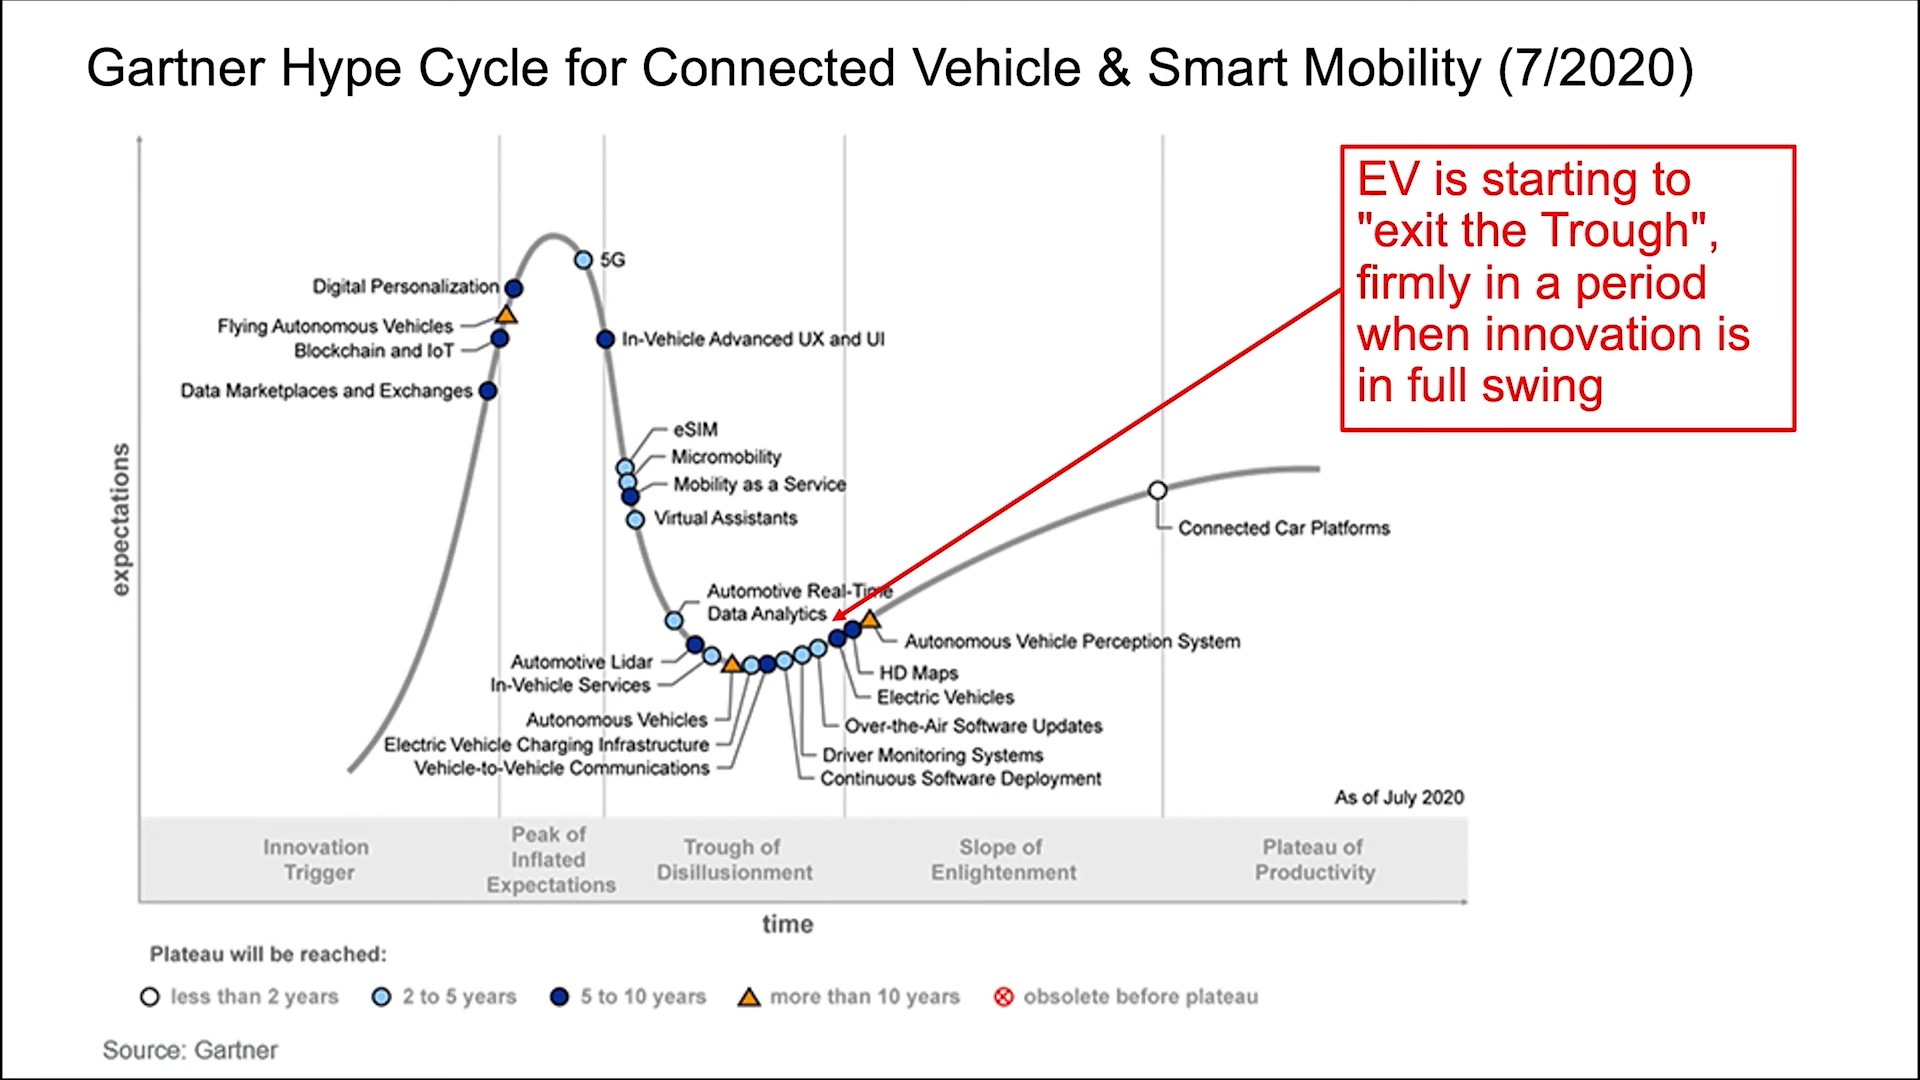 Gartner Hype Cycle for Connected Vehicle & Smart Mobility (7/2020)
EV is starting to
"exit the Trough",
firmly in a period
when innovation is
in full swing
expectations
5G
Digital Personalization
Flying Autonomous Vehicles
Blockchain and IoT
Data Marketplaces and Exchanges
In-Vehicle Advanced UX and UI
eSIM
Micromobility
Mobility as a Service
Virtual Assistants
Connected Car Platforms
Automotive Real-Time
Data Analytics
Autonomous Vehicle Perception System
Automotive Lidar
HD Maps
In-Vehicle Services
Electric Vehicles
Autonomous Vehicles
Over-the-Air Software Updates
Electric Vehicle Charging Infrastructure
Driver Monitoring Systems
Vehicle-to-Vehicle Communications
Continuous Software Deployment
As of July 2020
Innovation
Trigger
Peak of
Inflated
Expectations
Trough of
Disillusionment
Slope of
Enlightenment
Plateau of
Productivity
time
Plateau will be reached:
less than 2 years
2 to 5 years
5 to 10 years
more than 10 years
obsolete before plateau
Source: Gartner